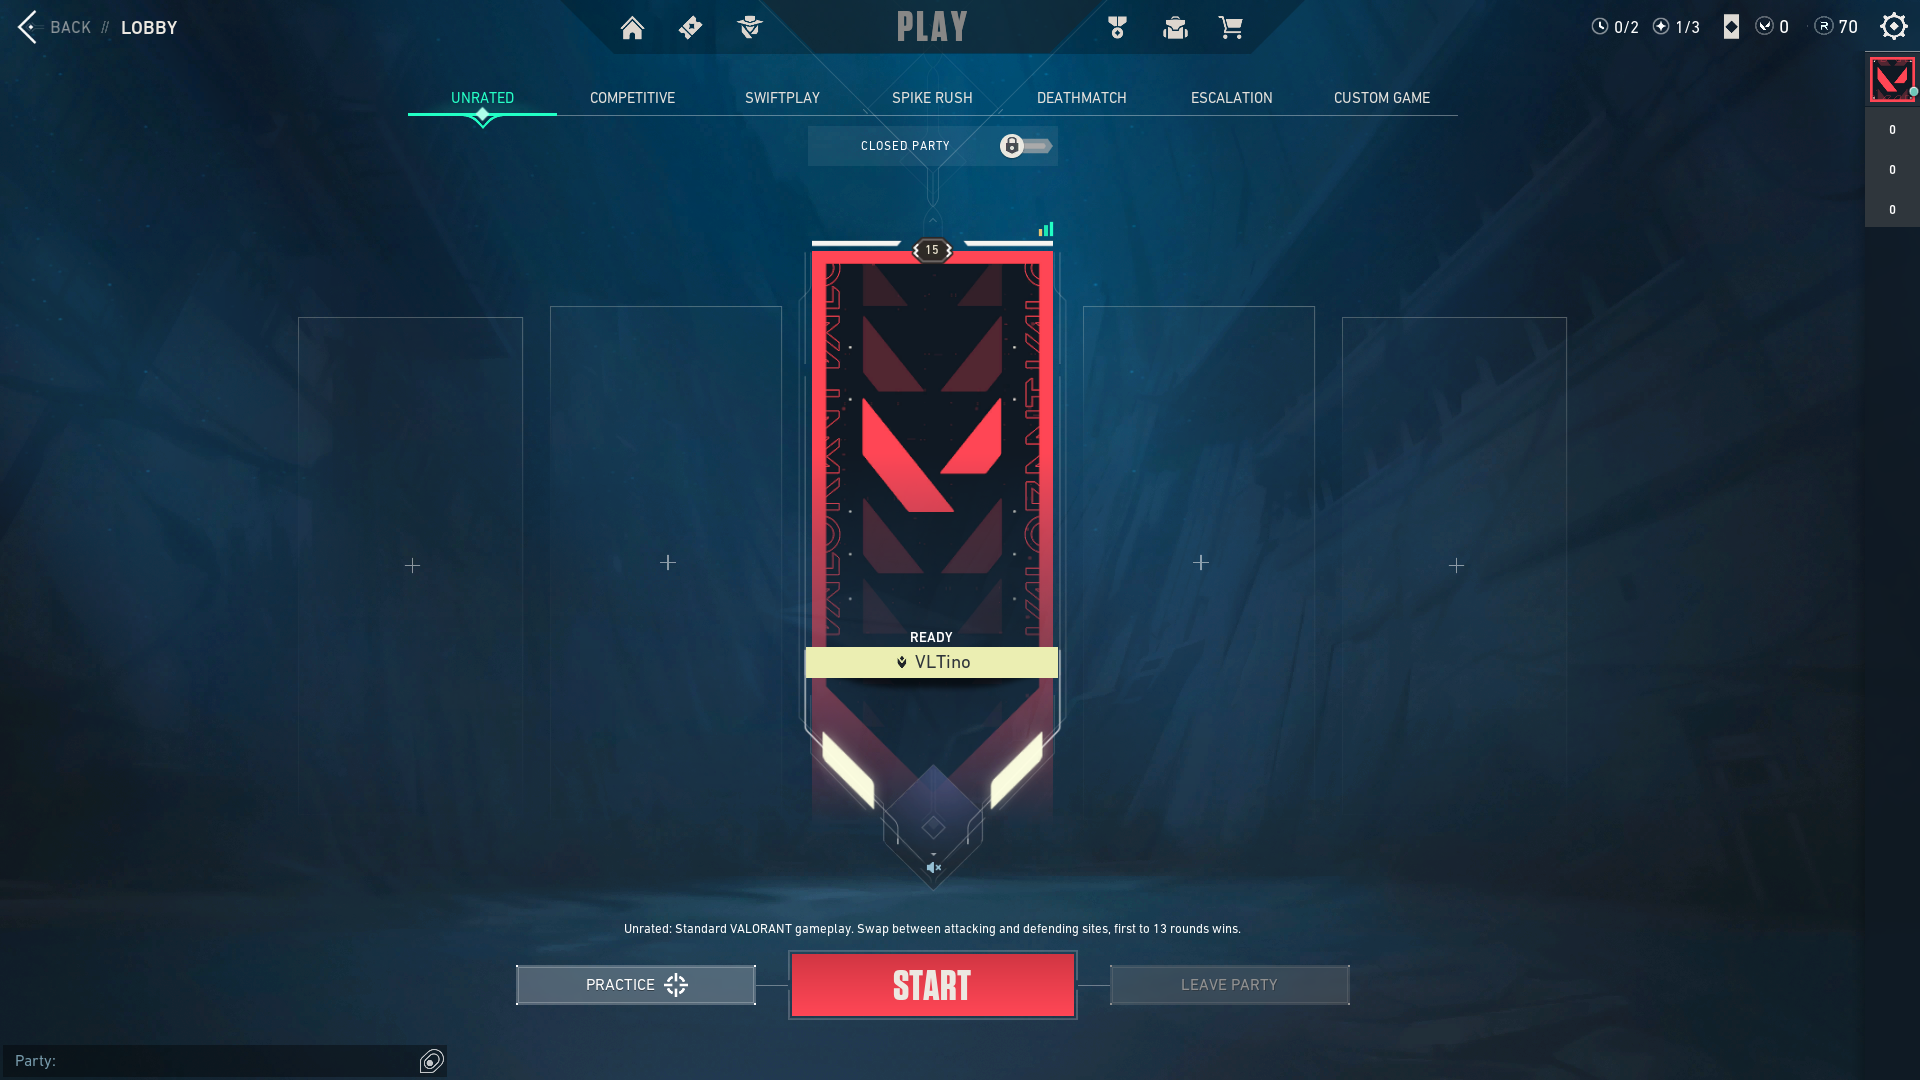 BACK // LOBBY
PLAY
0/2
1/3
0
R 70
UNRATED
COMPETITIVE
SWIFTPLAY
SPIKE RUSH
DEATHMATCH
ESCALATION
CUSTOM GAME
CLOSED PARTY
0
0
0
15
VALORANT
VALORANT
READY
VLTino
Unrated: Standard VALORANT gameplay. Swap between attacking and defending sites, first to 13 rounds wins.
PRACTICE
START
LEAVE PARTY
Party: